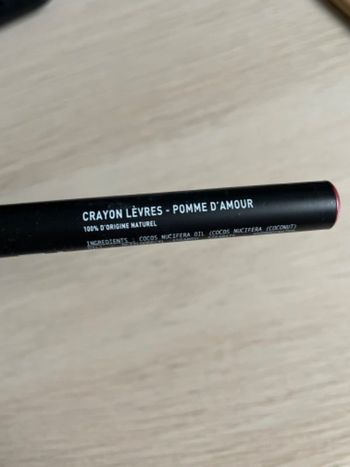 CRAYON LÈVRES - POMME D'AMOUR
100% D'ORIGINE NATUREL
INGREDIENTS : COCOS NUCIFERA OIL (COCOS NUCIFERA (COCONUT)